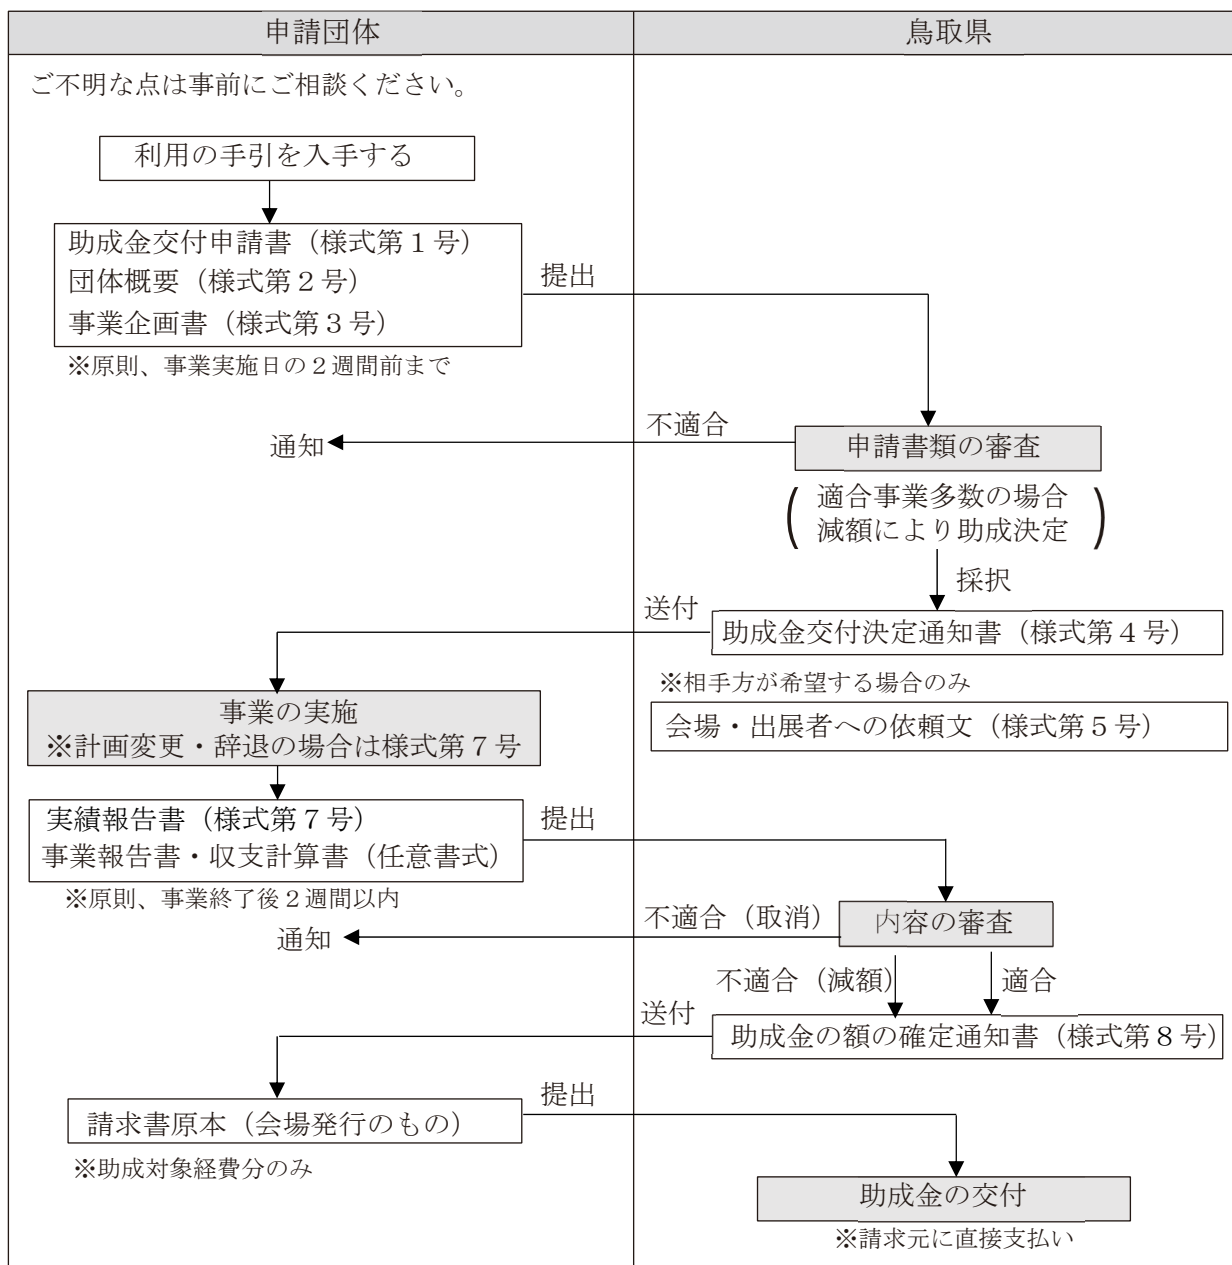 申請団体
鳥取県
ご不明な点は事前にご相談ください。
利用の手引を入手する
助成金交付申請書（様式第１号）
団体概要（様式第２号）
事業企画書（様式第３号）
提出
※原則、事業実施日の２週間前まで
不適合
通知
申請書類の審査
適合事業多数の場合
減額により助成決定
採択
送付
助成金交付決定通知書（様式第４号）
※相手方が希望する場合のみ
会場・出展者への依頼文（様式第５号）
事業の実施
※計画変更・辞退の場合は様式第７号
実績報告書（様式第７号）
事業報告書・収支計算書（任意書式）
提出
※原則、事業終了後２週間以内
不適合（取消）
通知
内容の審査
不適合（減額）
適合
送付
助成金の額の確定通知書（様式第８号）
請求書原本（会場発行のもの）
提出
※助成対象経費分のみ
助成金の交付
※請求元に直接支払い